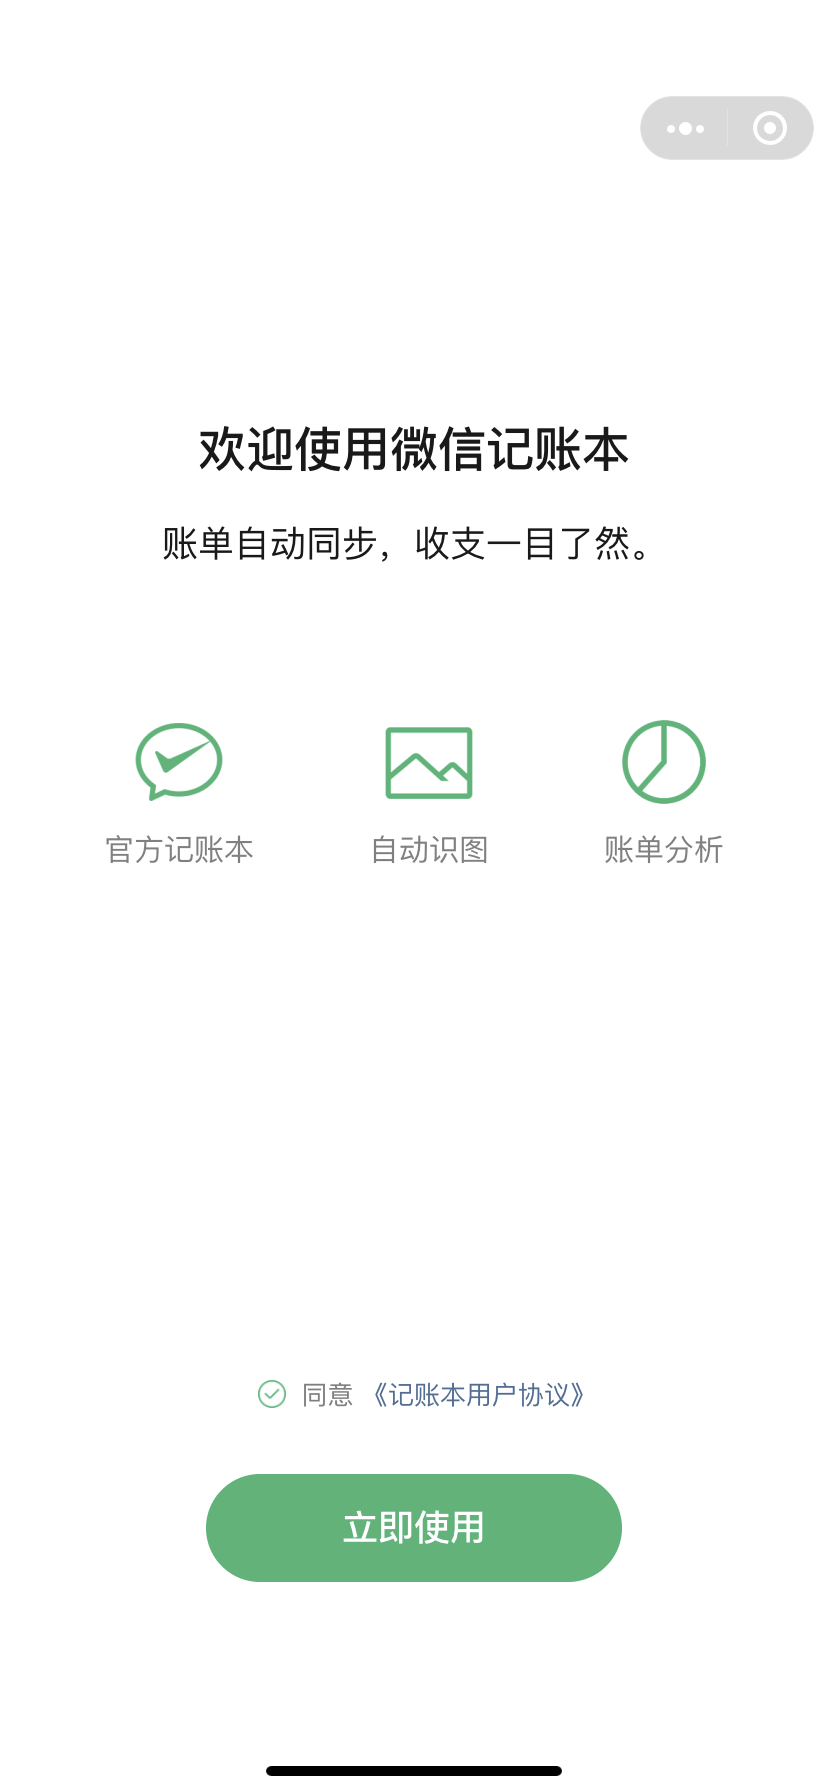 欢迎使用微信记账本
账单自动同步，收支一目了然。
官方记账本 自动识图 账单分析
同意 《记账本用户协议》
立即使用